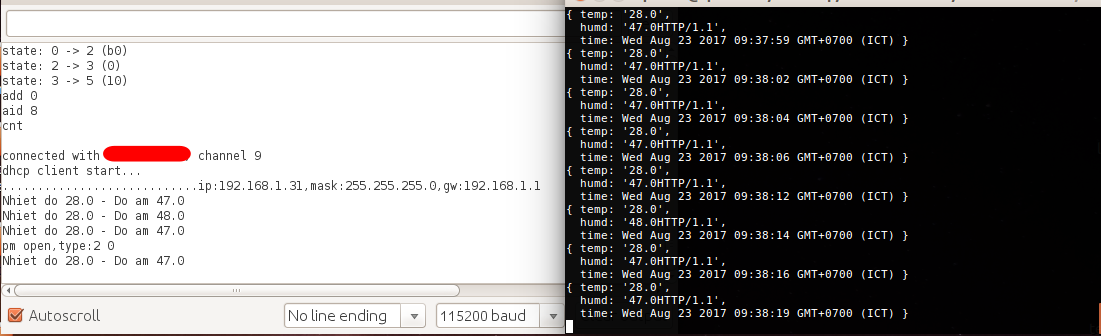 state: 0 -> 2 (b0)
state: 2 -> 3 (0)
state: 3 -> 5 (10)
add 0
aid 8
cnt
connected with channel 9
dhcp client start...
............................ip:192.168.1.31,mask:255.255.255.0,gw:192.168.1.1
Nhiet do 28.0 - Do am 47.0
Nhiet do 28.0 - Do am 48.0
Nhiet do 28.0 - Do am 47.0
pm open,type:2 0
Nhiet do 28.0 - Do am 47.0
Autoscroll
No line ending
115200 baud
{ temp: '28.0',
humd: '47.0HTTP/1.1',
time: Wed Aug 23 2017 09:37:59 GMT+0700 (ICT) }
{ temp: '28.0',
humd: '47.0HTTP/1.1',
time: Wed Aug 23 2017 09:38:02 GMT+0700 (ICT) }
{ temp: '28.0',
humd: '47.0HTTP/1.1',
time: Wed Aug 23 2017 09:38:04 GMT+0700 (ICT) }
{ temp: '28.0',
humd: '47.0HTTP/1.1',
time: Wed Aug 23 2017 09:38:06 GMT+0700 (ICT) }
{ temp: '28.0',
humd: '47.0HTTP/1.1',
time: Wed Aug 23 2017 09:38:12 GMT+0700 (ICT) }
{ temp: '28.0',
humd: '48.0HTTP/1.1',
time: Wed Aug 23 2017 09:38:14 GMT+0700 (ICT) }
{ temp: '28.0',
humd: '47.0HTTP/1.1',
time: Wed Aug 23 2017 09:38:16 GMT+0700 (ICT) }
{ temp: '28.0',
humd: '47.0HTTP/1.1',
time: Wed Aug 23 2017 09:38:19 GMT+0700 (ICT) }